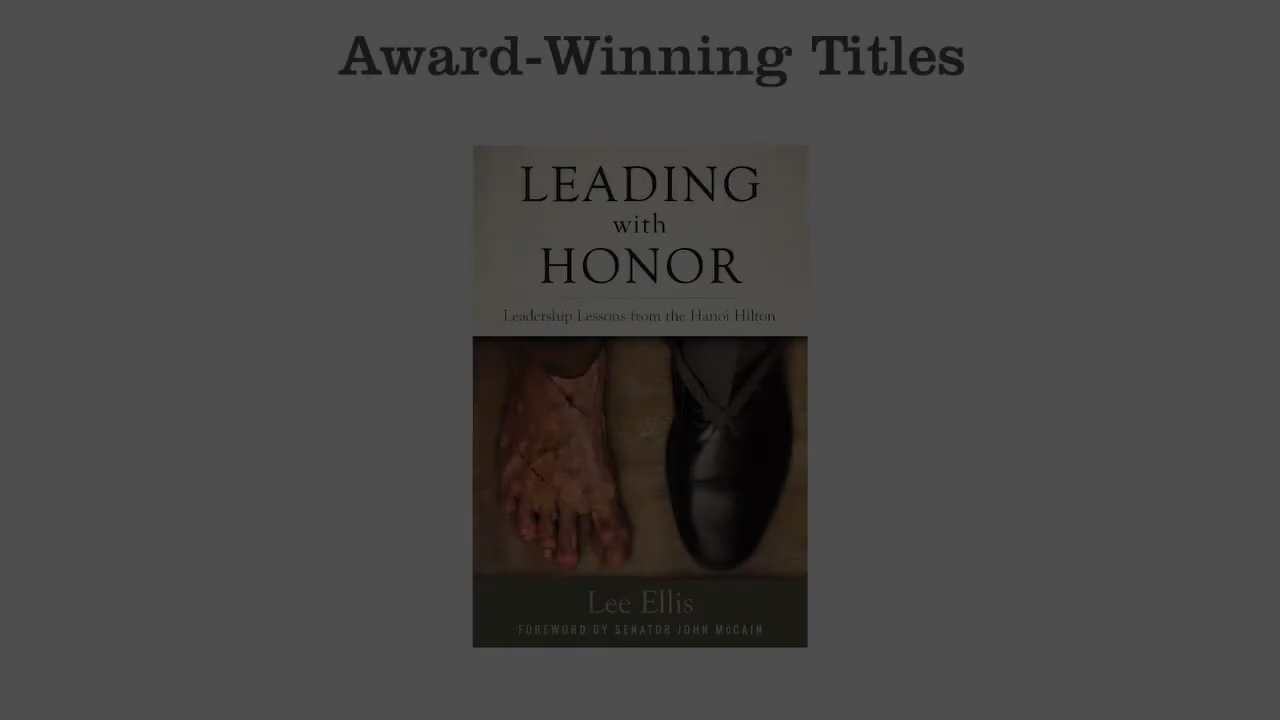 Award-Winning Titles
LEADING
with
HONOR
Leadership Lessons from the Hanoi Hilton
Lee Ellis
FOREWORD BY SENATOR JOHN McCAIN